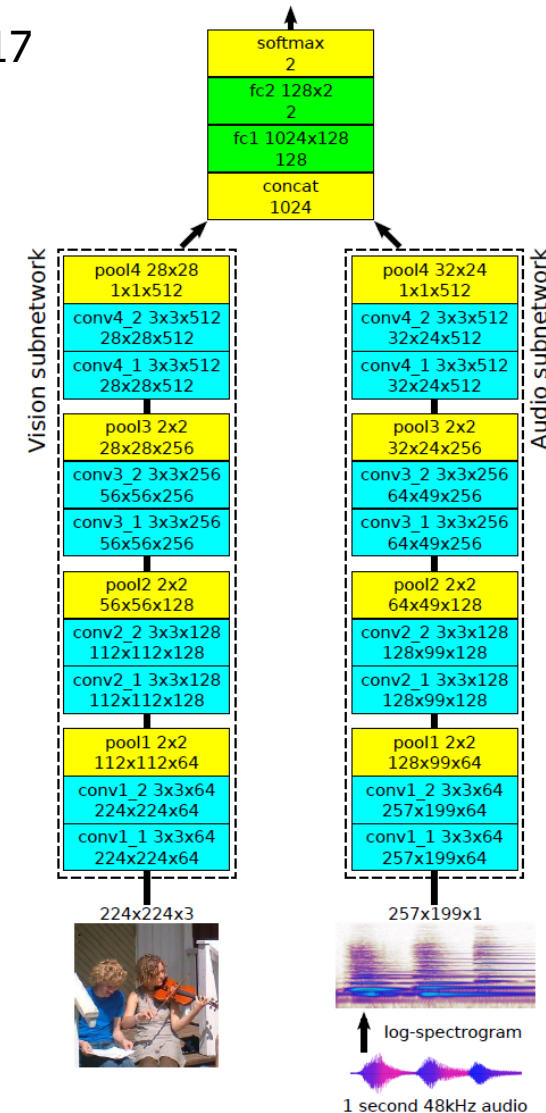 17
softmax
2
fc2 128x2
2
fc1 1024x128
128
concat
1024
Vision subnetwork
pool4 28x28
1x1x512
conv4_2 3x3x512
28x28x512
conv4_1 3x3x512
28x28x512
pool3 2x2
28x28x256
conv3_2 3x3x256
56x56x256
conv3_1 3x3x256
56x56x256
pool2 2x2
56x56x128
conv2_2 3x3x128
112x112x128
conv2_1 3x3x128
112x112x128
pool1 2x2
112x112x64
conv1_2 3x3x64
224x224x64
conv1_1 3x3x64
224x224x64
224x224x3
Audio subnetwork
pool4 32x24
1x1x512
conv4_2 3x3x512
32x24x512
conv4_1 3x3x512
32x24x512
pool3 2x2
32x24x256
conv3_2 3x3x256
64x49x256
conv3_1 3x3x256
64x49x256
pool2 2x2
64x49x128
conv2_2 3x3x128
128x99x128
conv2_1 3x3x128
128x99x128
pool1 2x2
128x99x64
conv1_2 3x3x64
257x199x64
conv1_1 3x3x64
257x199x64
257x199x1
log-spectrogram
1 second 48kHz audio